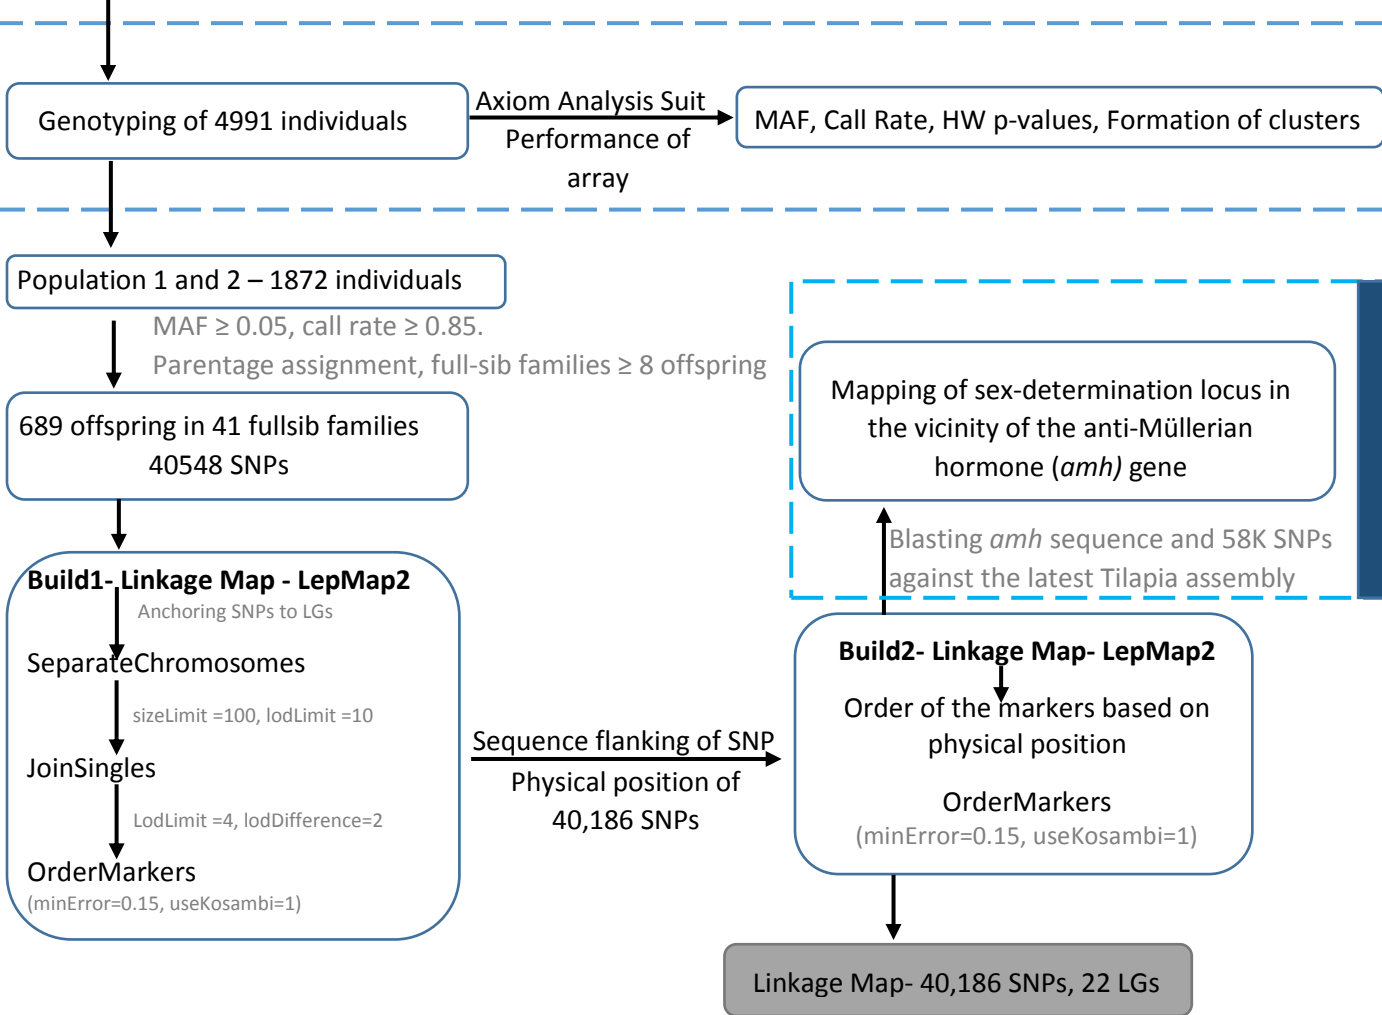 Genotyping of 4991 individuals
Axiom Analysis Suit
Performance of
array
MAF, Call Rate, HW p-values, Formation of clusters
Population 1 and 2 – 1872 individuals
MAF ≥ 0.05, call rate ≥ 0.85.
Parentage assignment, full-sib families ≥ 8 offspring
689 offspring in 41 fullsib families
40548 SNPs
Build1- Linkage Map - LepMap2
Anchoring SNPs to LGs
SeparateChromosomes
sizeLimit =100, lodLimit =10
JoinSingles
LodLimit =4, lodDifference=2
OrderMarkers
(minError=0.15, useKosambi=1)
Sequence flanking of SNP
Physical position of
40,186 SNPs
Mapping of sex-determination locus in
the vicinity of the anti-Müllerian
hormone (amh) gene
Blasting amh sequence and 58K SNPs
against the latest Tilapia assembly
Build2- Linkage Map- LepMap2
Order of the markers based on
physical position
OrderMarkers
(minError=0.15, useKosambi=1)
Linkage Map- 40,186 SNPs, 22 LGs